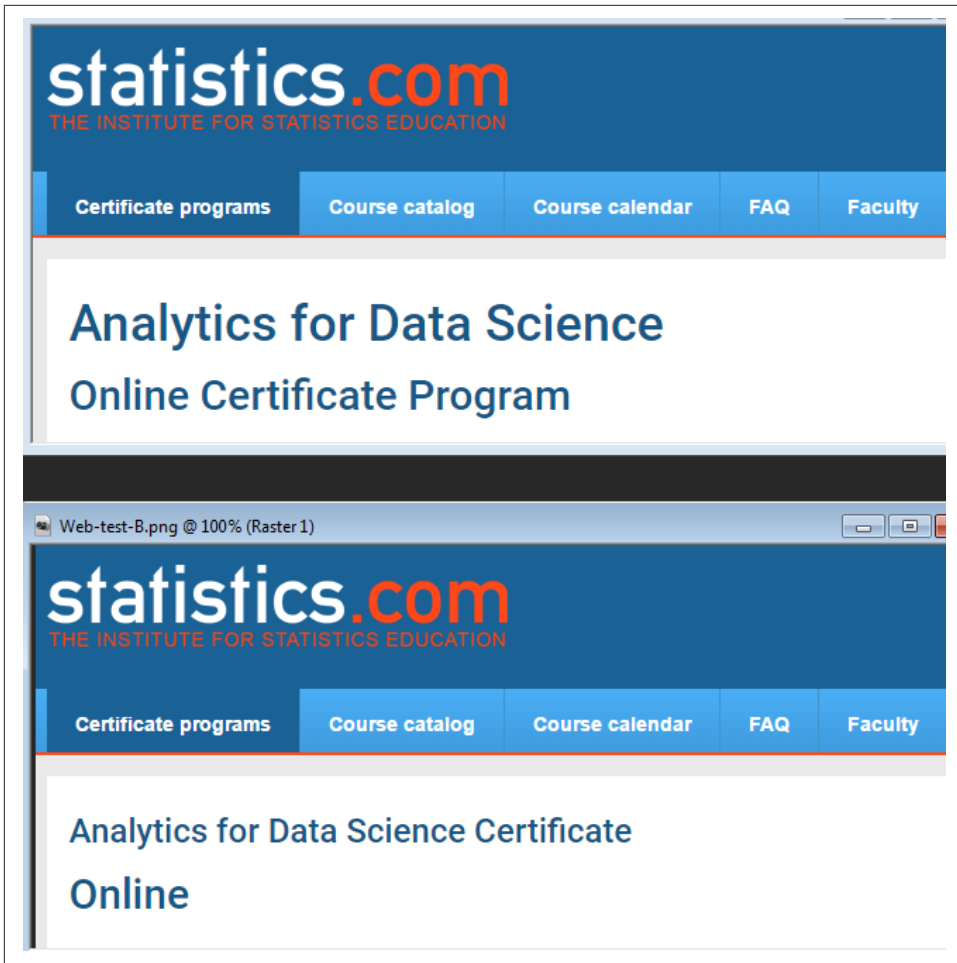 statistics.com
THE INSTITUTE FOR STATISTICS EDUCATION
Certificate programs Course catalog Course calendar FAQ Faculty
Analytics for Data Science
Online Certificate Program
Web-test-B.png @ 100% (Raster 1)
statistics.com
THE INSTITUTE FOR STATISTICS EDUCATION
Certificate programs Course catalog Course calendar FAQ Faculty
Analytics for Data Science Certificate
Online